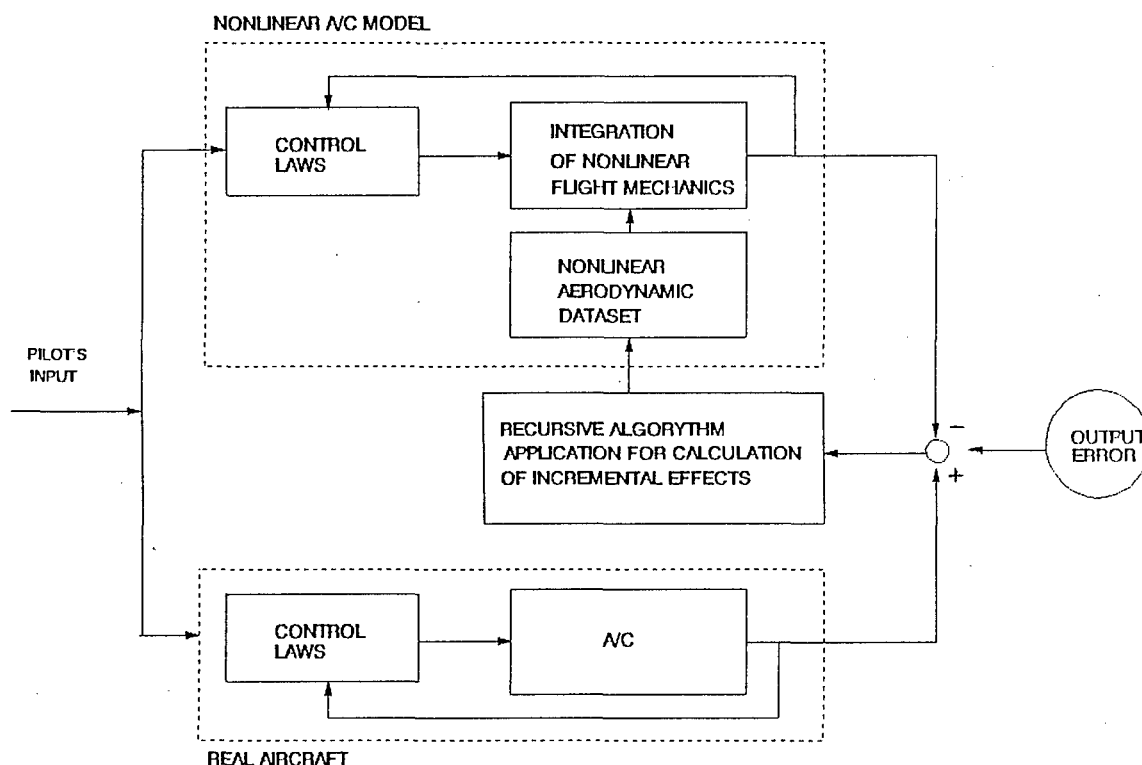 NONLINEAR A/C MODEL
CONTROL
LAWS
INTEGRATION
OF NONLINEAR
FLIGHT MECHANICS
NONLINEAR
AERODYNAMIC
DATASET
PILOT'S
INPUT
RECURSIVE ALGORYTHM
APPLICATION FOR CALCULATION
OF INCREMENTAL EFFECTS
-
+
OUTPUT
ERROR
CONTROL
LAWS
A/C
REAL AIRCRAFT